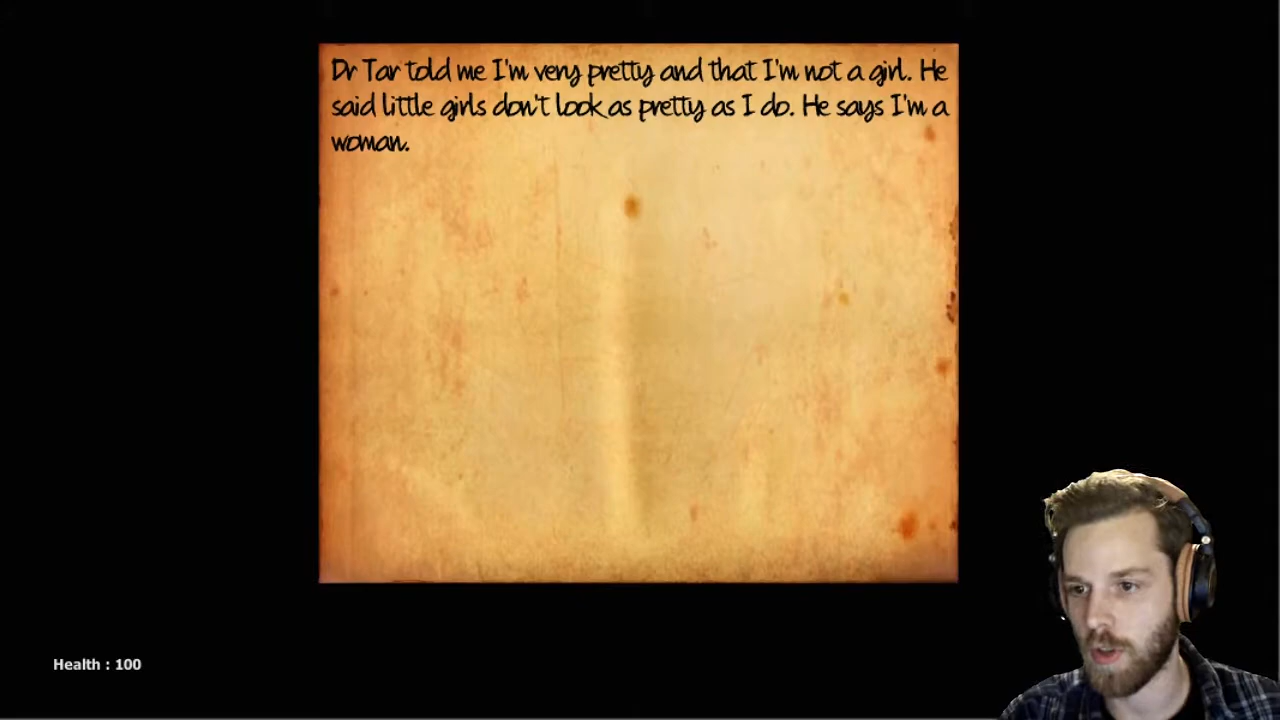 Dr Tar told me I'm very pretty and that I'm not a girl. He
said little girls don't look as pretty as I do. He says I'm a
woman.
Health : 100